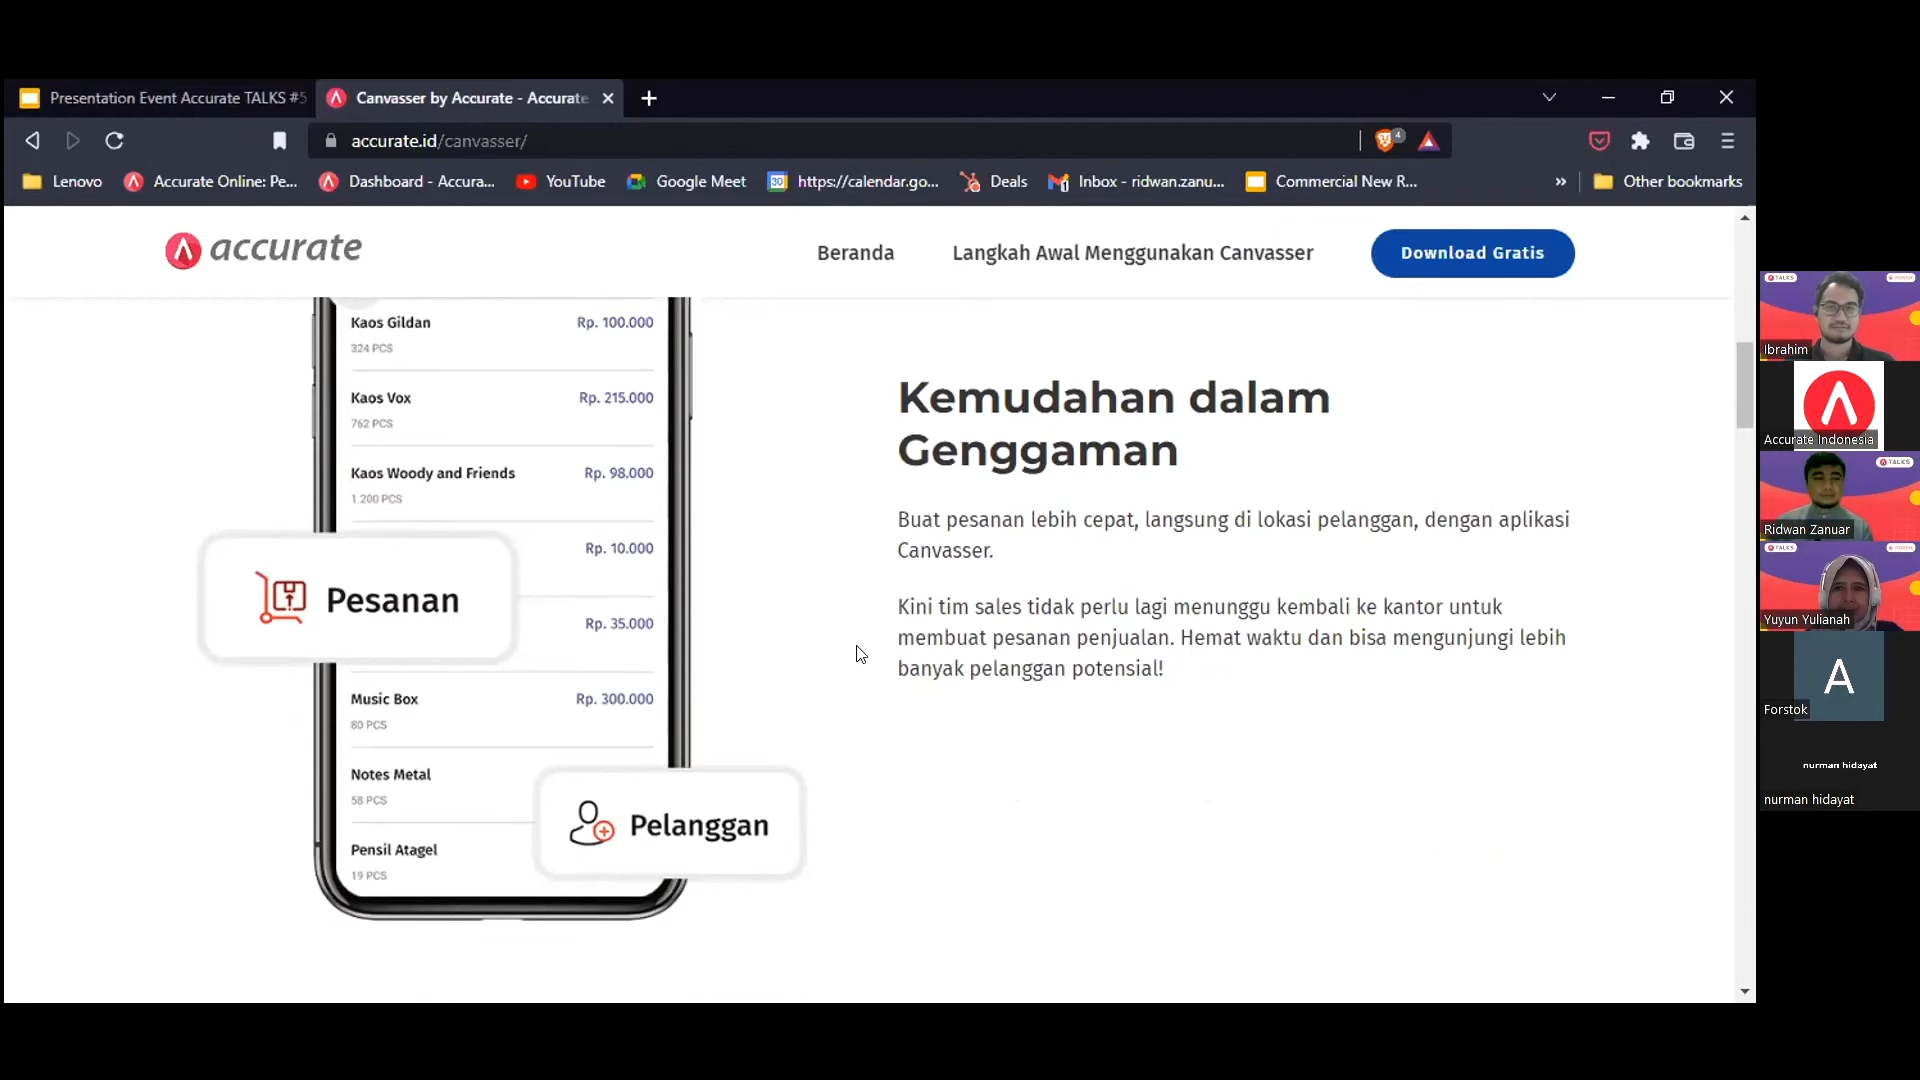 Presentation Event Accurate TALKS #5
Canvasser by Accurate - Accurate
accurate.id/canvasser/
4
Lenovo
Accurate Online: Pe...
Dashboard - Accura...
YouTube
Google Meet
30
https://calendar.go...
Deals
1
Inbox - ridwan.zanu...
Commercial New R...
»
Other bookmarks
accurate
Beranda
Langkah Awal Menggunakan Canvasser
Download Gratis
Kaos Gildan
Rp. 100.000
324 PCS
Kaos Vox
Rp. 215.000
762 PCS
Kaos Woody and Friends
Rp. 98.000
1.200 PCS
Rp. 10.000
Pesanan
Rp. 35.000
Music Box
Rp. 300.000
80 PCS
Notes Metal
58 PCS
Pelanggan
Pensil Atagel
19 PCS
Kemudahan dalam
Genggaman
Buat pesanan lebih cepat, langsung di lokasi pelanggan, dengan aplikasi
Canvasser.
Kini tim sales tidak perlu lagi menunggu kembali ke kantor untuk
membuat pesanan penjualan. Hemat waktu dan bisa mengunjungi lebih
banyak pelanggan potensial!
TALKS
Ibrahim
Accurate Indonesia
TALKS
Ridwan Zanuar
TALKS
Yuyun Yulianah
A
Forstok
nurman hidayat
nurman hidayat